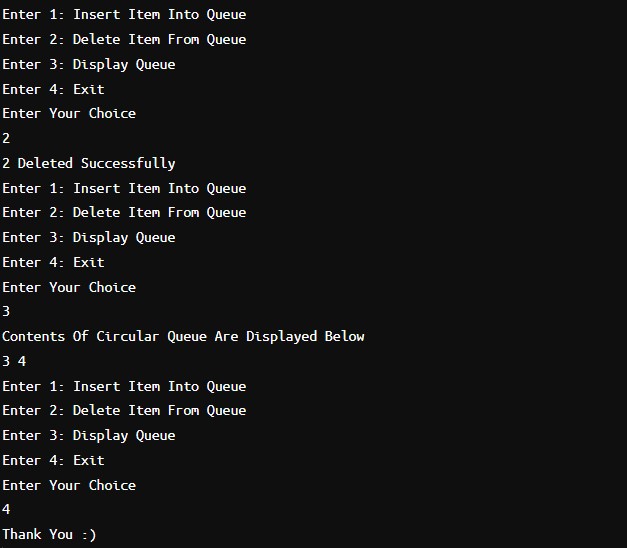 Enter 1: Insert Item Into Queue
Enter 2: Delete Item From Queue
Enter 3: Display Queue
Enter 4: Exit
Enter Your Choice
2
2 Deleted Successfully
Enter 1: Insert Item Into Queue
Enter 2: Delete Item From Queue
Enter 3: Display Queue
Enter 4: Exit
Enter Your Choice
3
Contents Of Circular Queue Are Displayed Below
3 4
Enter 1: Insert Item Into Queue
Enter 2: Delete Item From Queue
Enter 3: Display Queue
Enter 4: Exit
Enter Your Choice
4
Thank You :)